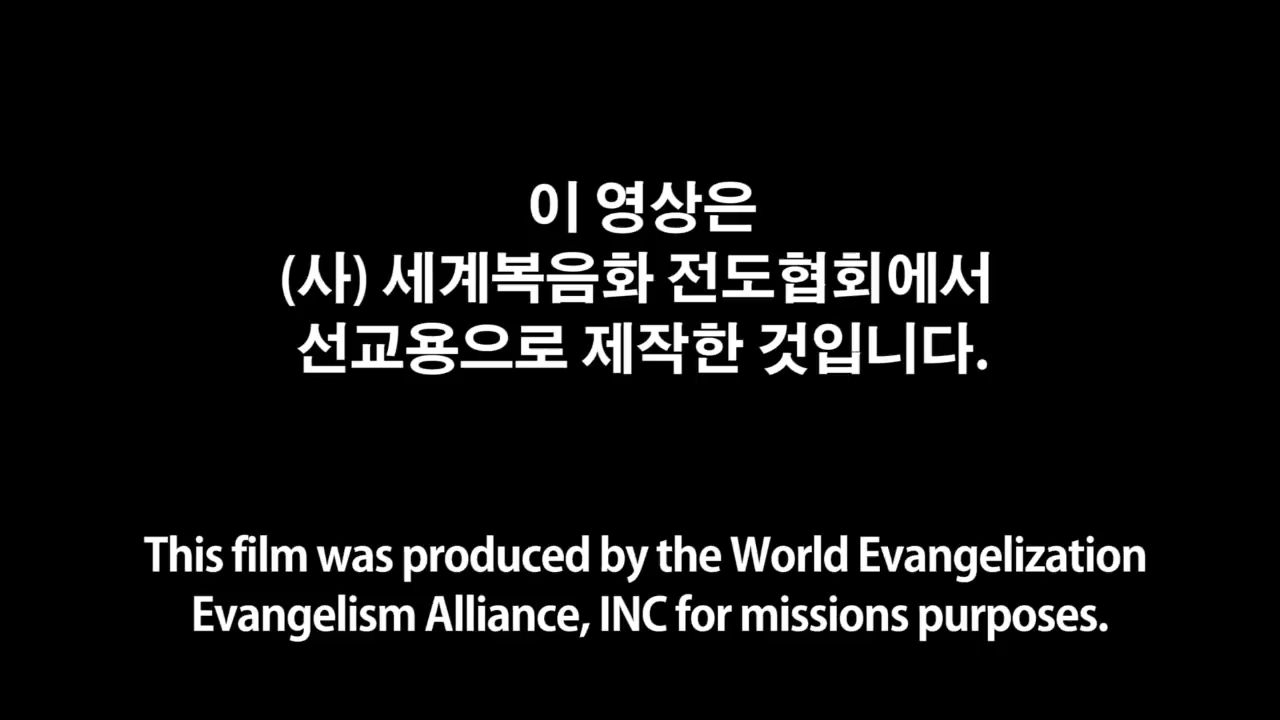 이 영상은
(사) 세계복음화 전도협회에서
선교용으로 제작한 것입니다.
This film was produced by the World Evangelization
Evangelism Alliance, INC for missions purposes.